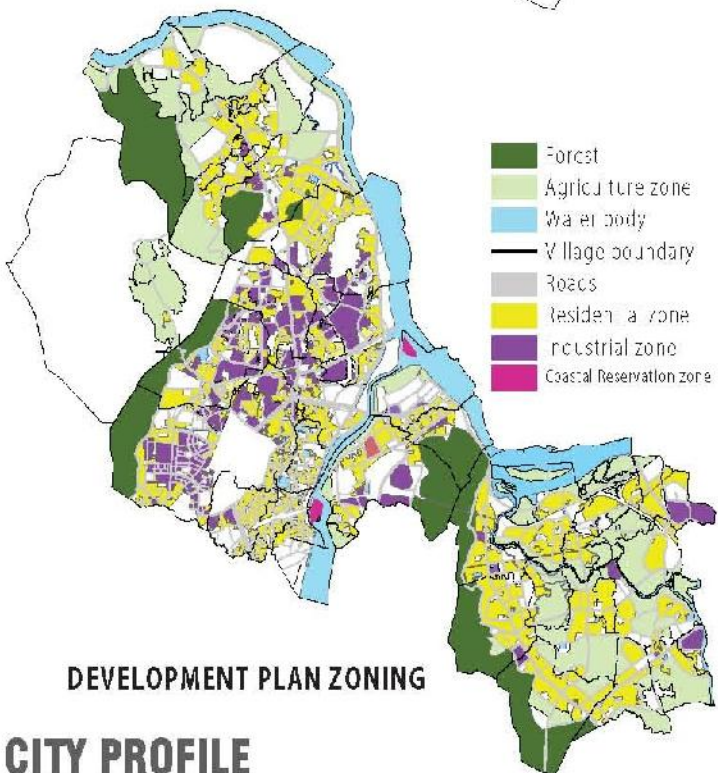 Forest
Agriculture zone
Water body
Village boundary
Roads
Residential zone
Industrial zone
Coastal Reservation zone
DEVELOPMENT PLAN ZONING
CITY PROFILE